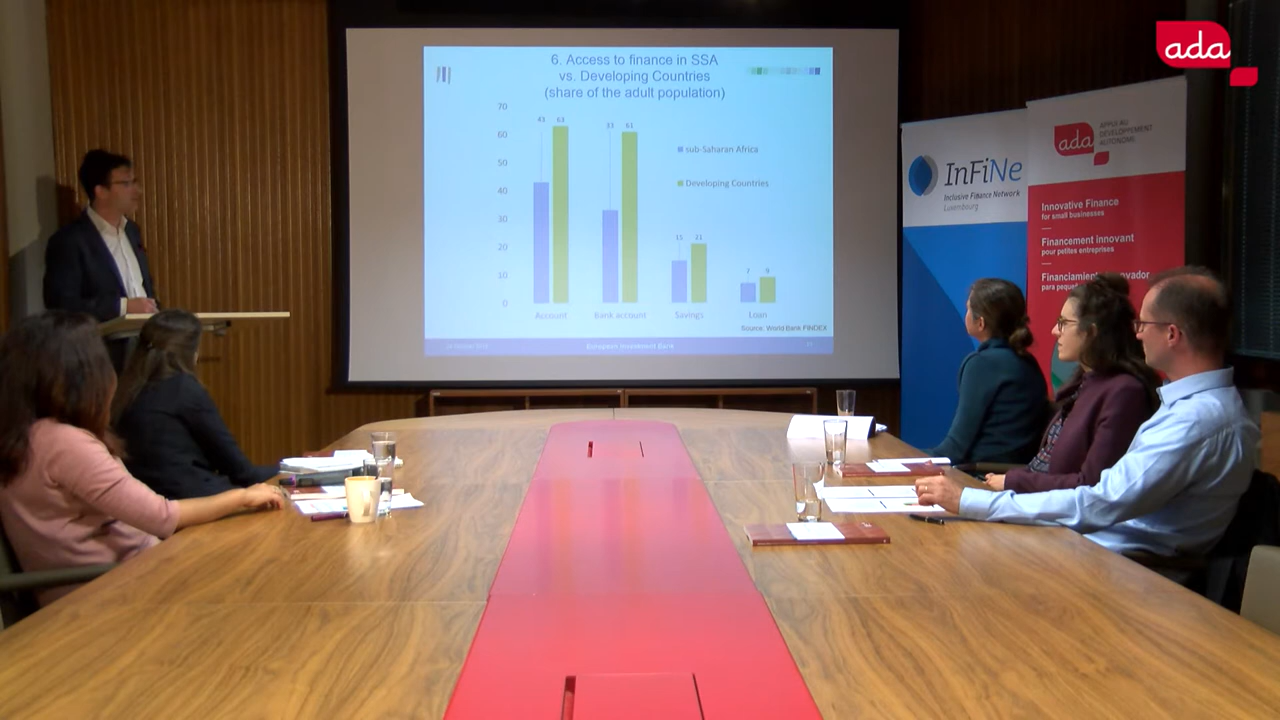 6. Access to finance in SSA
vs. Developing Countries
(share of the adult population)
70
60
50
40
30
20
10
0
43 63
33 61
15 21
7 9
sub-Saharan Africa
Developing Countries
Account Bank account Savings Loan
Source: World Bank FINDEX
European Investment Bank
InFiNe
Inclusive Finance Network
Luxembourg
ada
APPUI AU
DÉVELOPPEMENT
AUTONOME
Innovative Finance
for small businesses
Financement innovant
pour petites entreprises
ada